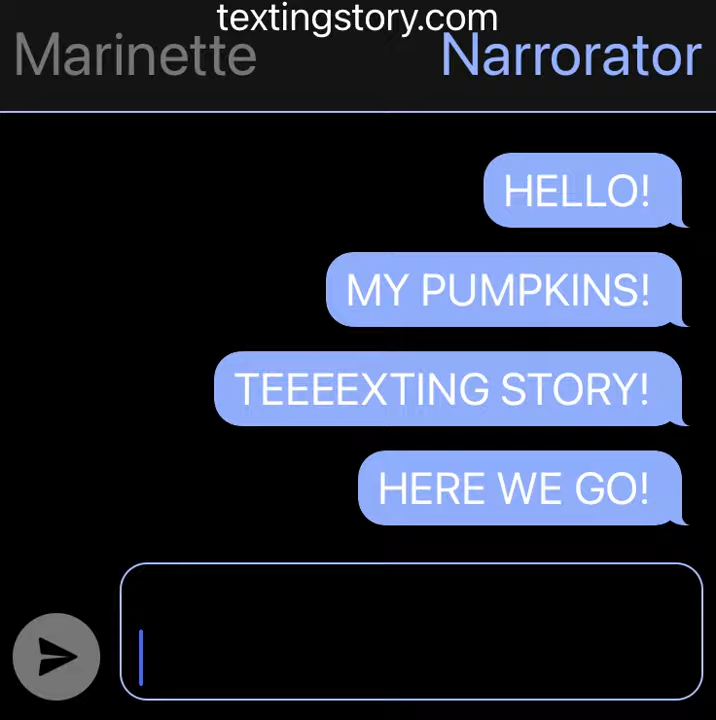 textingstory.com
Marinette Narrorator
HELLO!
MY PUMPKINS!
TEEEEXTING STORY!
HERE WE GO!